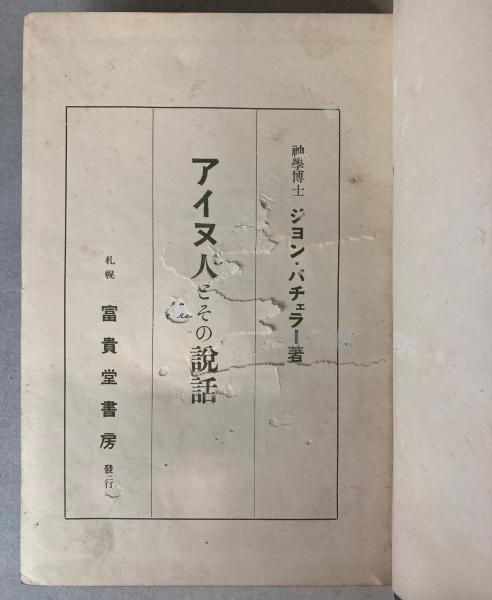 神學博士 ジョン・バチェラー著
アイヌ人とその說話
札幌 富貴堂書房 發行